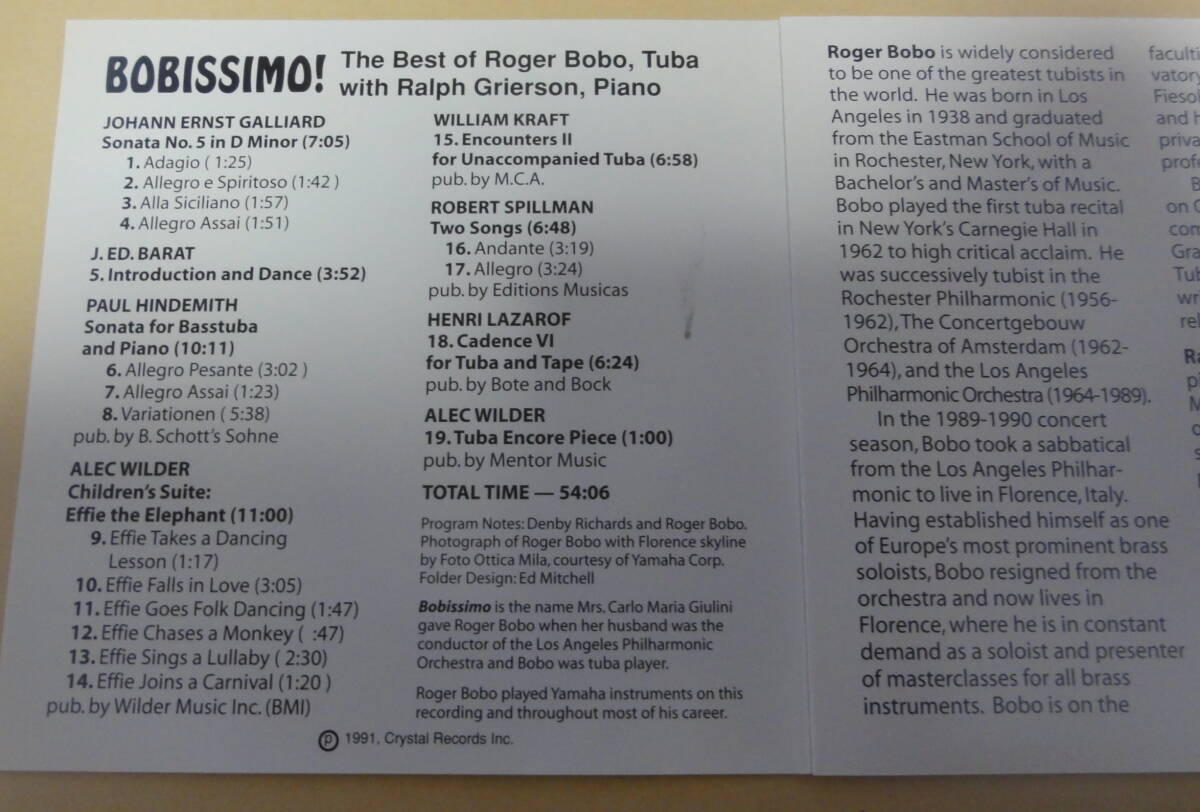 BOBISSIMO! The Best of Roger Bobo, Tuba
with Ralph Grierson, Piano
JOHANN ERNST GALLIARD
Sonata No. 5 in D Minor (7:05)
1. Adagio ( 1:25)
2. Allegro e Spiritoso (1:42 )
3. Alla Siciliano (1:57)
4. Allegro Assai (1:51)
J. ED. BARAT
5. Introduction and Dance (3:52)
PAUL HINDEMITH
Sonata for Basstuba
and Piano (10:11)
6. Allegro Pesante (3:02 )
7. Allegro Assai (1:23)
8. Variationen ( 5:38)
pub. by B. Schott's Sohne
ALEC WILDER
Children's Suite:
Effie the Elephant (11:00)
9. Effie Takes a Dancing
Lesson (1:17)
10. Effie Falls in Love (3:05)
11. Effie Goes Folk Dancing (1:47)
12. Effie Chases a Monkey ( :47)
13. Effie Sings a Lullaby ( 2:30)
14. Effie Joins a Carnival (1:20 )
pub. by Wilder Music Inc. (BMI)
WILLIAM KRAFT
15. Encounters II
for Unaccompanied Tuba (6:58)
pub. by M.C.A.
ROBERT SPILLMAN
Two Songs (6:48)
16. Andante (3:19)
17. Allegro (3:24)
pub. by Editions Musicas
HENRI LAZAROF
18. Cadence VI
for Tuba and Tape (6:24)
pub. by Bote and Bock
ALEC WILDER
19. Tuba Encore Piece (1:00)
pub. by Mentor Music
TOTAL TIME — 54:06
Program Notes: Denby Richards and Roger Bobo.
Photograph of Roger Bobo with Florence skyline
by Foto Ottica Mila, courtesy of Yamaha Corp.
Folder Design: Ed Mitchell
Bobissimo is the name Mrs. Carlo Maria Giulini
gave Roger Bobo when her husband was the
conductor of the Los Angeles Philharmonic
Orchestra and Bobo was tuba player.
Roger Bobo played Yamaha instruments on this
recording and throughout most of his career.
℗ 1991, Crystal Records Inc.
Roger Bobo is widely considered
to be one of the greatest tubists in
the world. He was born in Los
Angeles in 1938 and graduated
from the Eastman School of Music
in Rochester, New York, with a
Bachelor's and Master's of Music.
Bobo played the first tuba recital
in New York's Carnegie Hall in
1962 to high critical acclaim. He
was successively tubist in the
Rochester Philharmonic (1956-
1962), The Concertgebouw
Orchestra of Amsterdam (1962-
1964), and the Los Angeles
Philharmonic Orchestra (1964-1989).
In the 1989-1990 concert
season, Bobo took a sabbatical
from the Los Angeles Philhar-
monic to live in Florence, Italy.
Having established himself as one
of Europe's most prominent brass
soloists, Bobo resigned from the
orchestra and now lives in
Florence, where he is in constant
demand as a soloist and presenter
of masterclasses for all brass
instruments. Bobo is on the